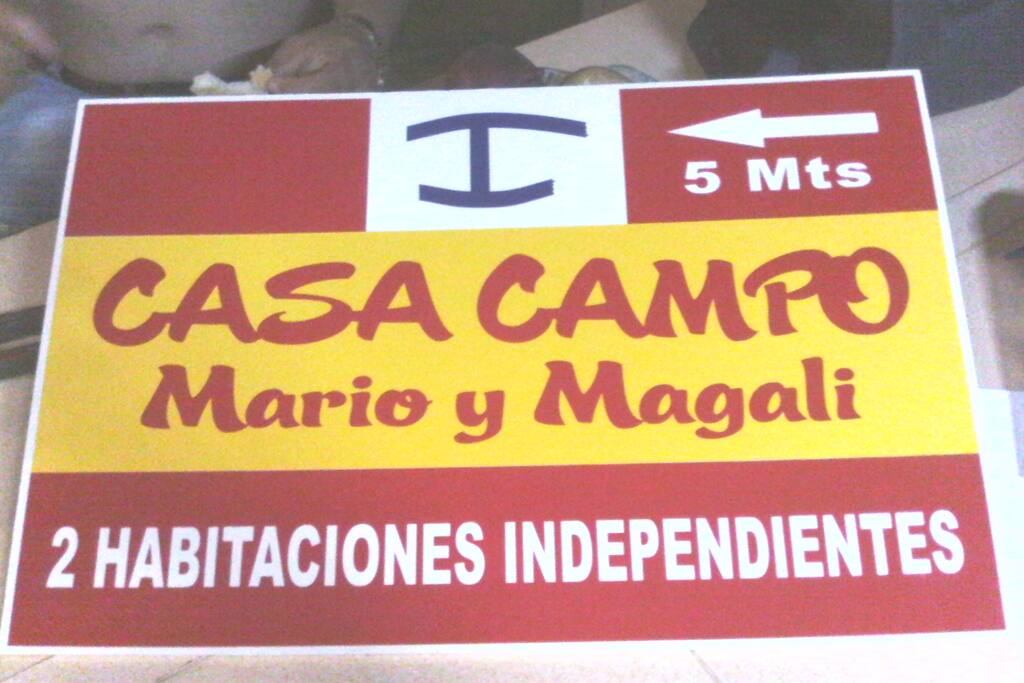 5 Mts
CASA CAMPO
Mario y Magali
2 HABITACIONES INDEPENDIENTES